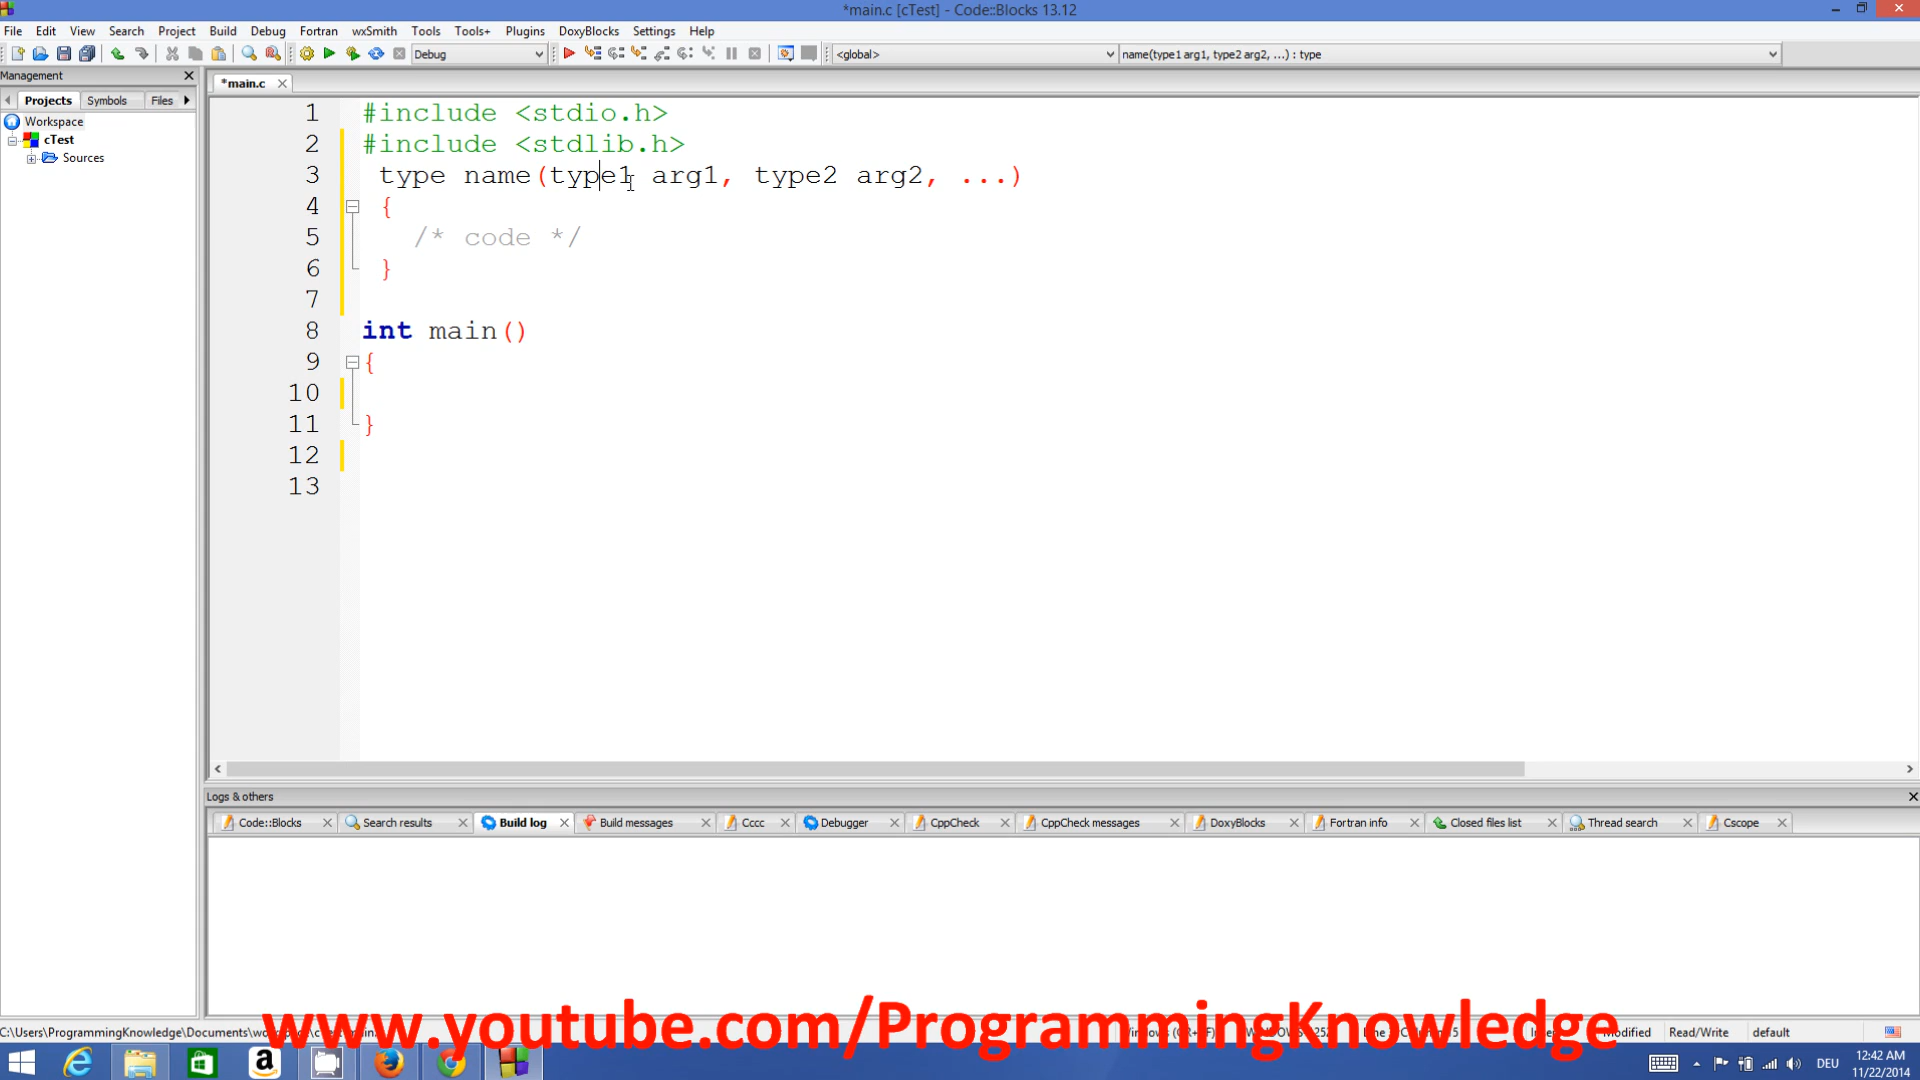 *main.c [cTest] - Code::Blocks 13.12
File Edit View Search Project Build Debug Fortran wxSmith Tools Tools+ Plugins DoxyBlocks Settings Help
Debug <global> name(type1 arg1, type2 arg2, ...) : type
Management
*main.c
Projects Symbols Files
Workspace
cTest
Sources
1 #include <stdio.h>
2 #include <stdlib.h>
3 type name(type1 arg1, type2 arg2, ...)
4 {
5 /* code */
6 }
7
8 int main()
9 {
10
11 }
12
13
Logs & others
Code::Blocks Search results Build log Build messages Cccc Debugger CppCheck CppCheck messages DoxyBlocks Fortran info Closed files list Thread search Cscope
www.youtube.com/ProgrammingKnowledge
C:\Users\ProgrammingKnowledge\Documents\ Modified Read/Write default
DEU 12:42 AM
11/22/2014